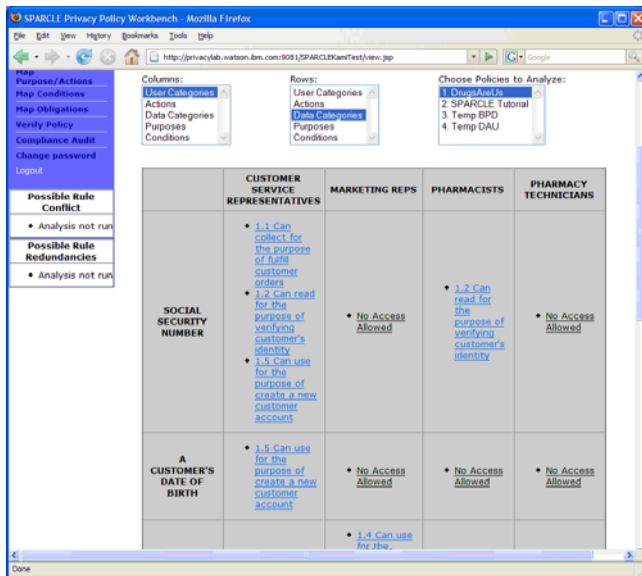 SPARCLE Privacy Policy Workbench - Mozilla Firefox
File Edit View History Bookmarks Tools Help
http://privacylab.watson.ibm.com:9081/SPARCLEKamiTest/view.jsp
Google
Map
Purpose/Actions
Map Conditions
Map Obligations
Verify Policy
Compliance Audit
Change password
Logout
Possible Rule
Conflict
• Analysis not run
Possible Rule
Redundancies
• Analysis not run
Columns:
User Categories
Actions
Data Categories
Purposes
Conditions
Rows:
User Categories
Actions
Data Categories
Purposes
Conditions
Choose Policies to Analyze:
1. DrugsAreUs
2. SPARCLE Tutorial
3. Temp BPD
4. Temp DAU
CUSTOMER
SERVICE
REPRESENTATIVES
MARKETING REPS
PHARMACISTS
PHARMACY
TECHNICIANS
SOCIAL
SECURITY
NUMBER
• 1.1 Can
collect for
the purpose
of fulfill
customer
orders
• 1.2 Can read
for the
purpose of
verifying
customer's
identity
• 1.5 Can use
for the
purpose of
create a new
customer
account
• No Access
Allowed
• 1.2 Can
read for
the
purpose of
verifying
customer's
identity
• No Access
Allowed
A
CUSTOMER'S
DATE OF
BIRTH
• 1.5 Can use
for the
purpose of
create a new
customer
account
• No Access
Allowed
• No Access
Allowed
• No Access
Allowed
• 1.4 Can use
for the
Done